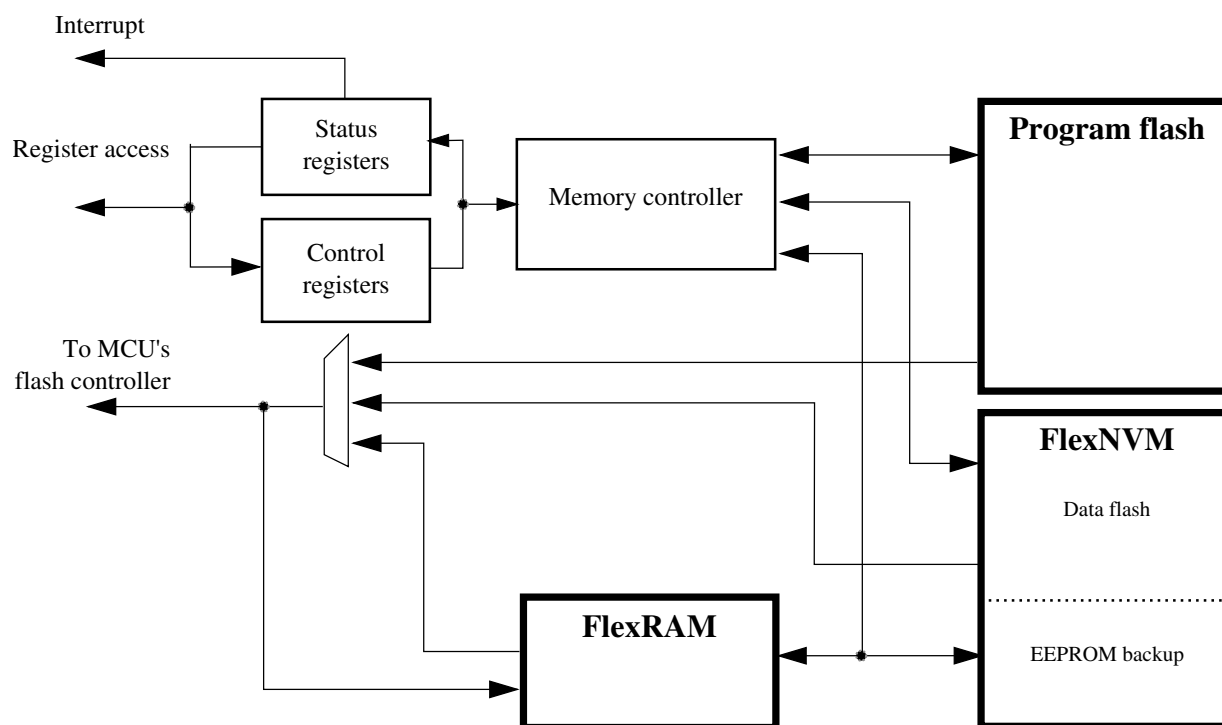 Interrupt
Status
registers
Register access
Control
registers
Memory controller
Program flash
To MCU's
flash controller
FlexNVM
Data flash
FlexRAM
EEPROM backup